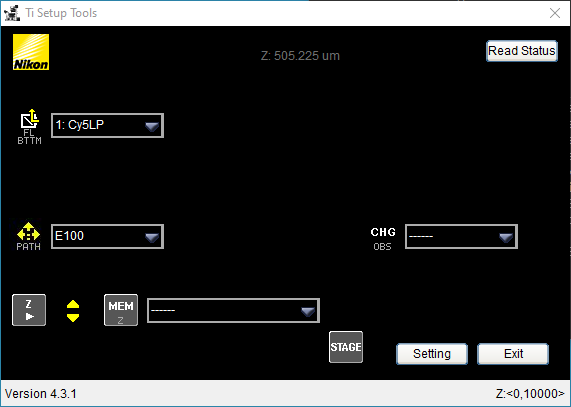 Ti Setup Tools
Nikon
Z: 505.225 um
Read Status
FL
BTTM
1: Cy5LP
PATH
E100
CHG
OBS
------
Z
MEM
Z
------
STAGE
Setting
Exit
Version 4.3.1
Z:<0,10000>